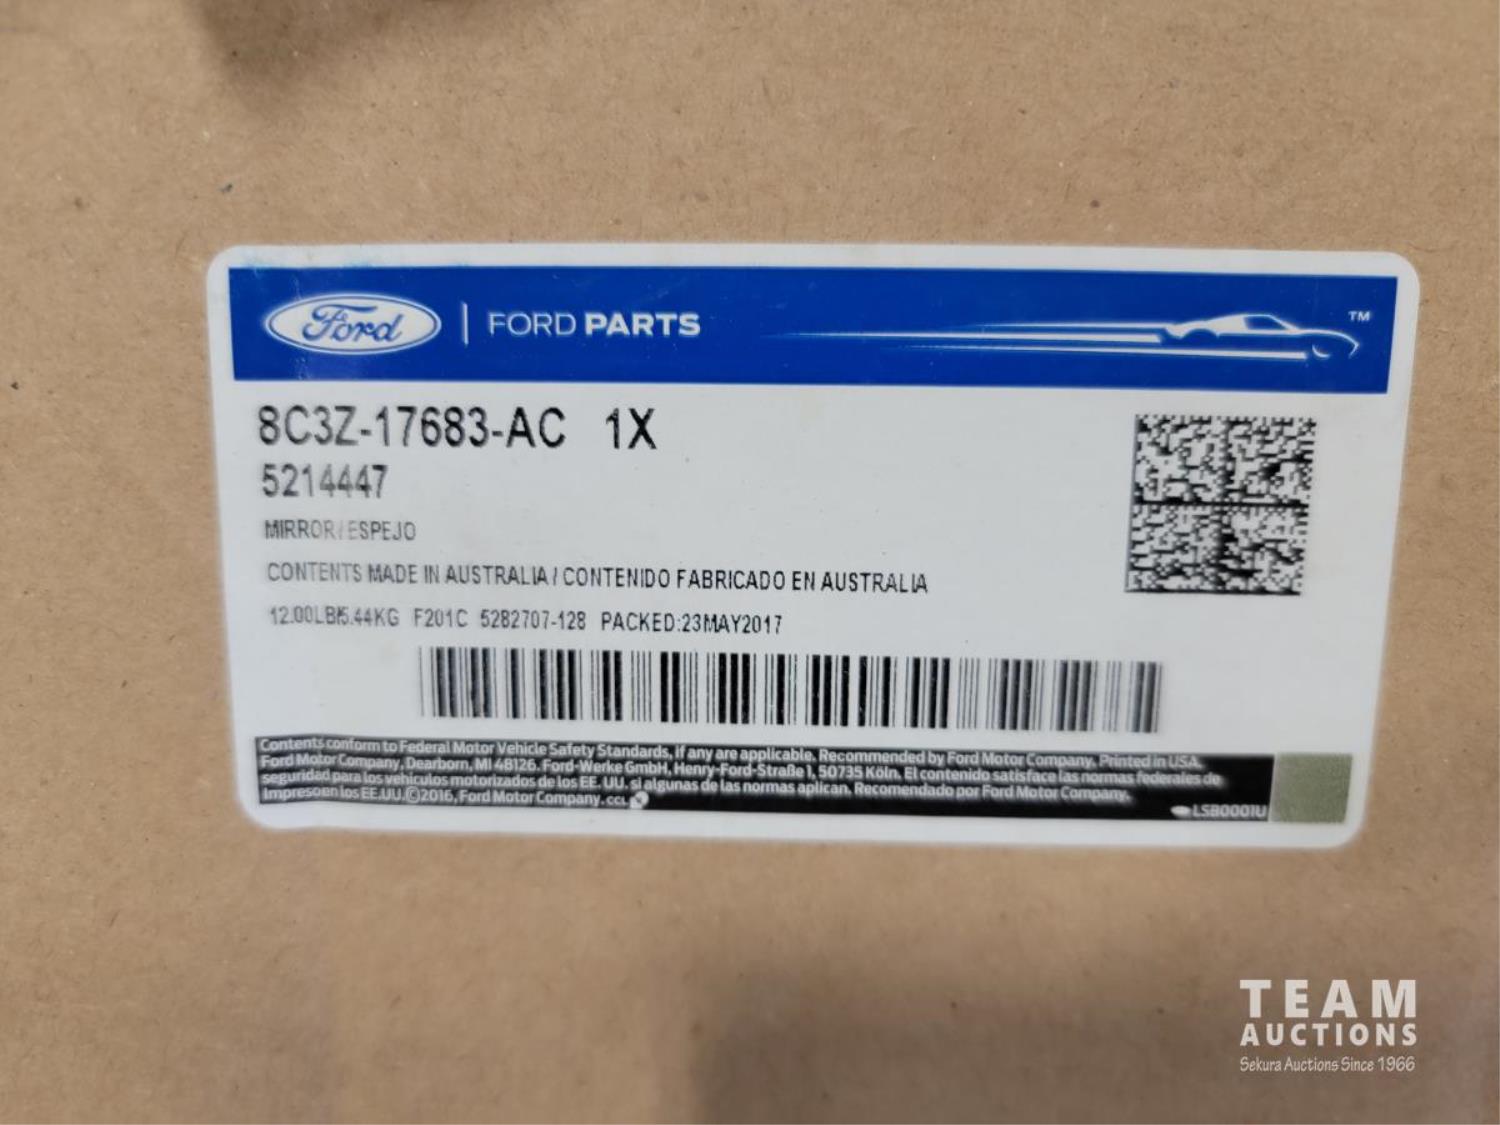 Ford | FORD PARTS ™
8C3Z-17683-AC 1X
5214447
MIRROR/ESPEJO
CONTENTS MADE IN AUSTRALIA / CONTENIDO FABRICADO EN AUSTRALIA
12.00LB/5.44KG F201C 5282707-128 PACKED:23MAY2017
Contents conform to Federal Motor Vehicle Safety Standards, if any are applicable. Recommended by Ford Motor Company. Printed in USA.
Ford Motor Company, Dearborn, MI 48126. Ford-Werke GmbH, Henry-Ford-Straße 1, 50735 Köln. El contenido satisface las normas federales de
seguridad para los vehiculos motorizados de los EE. UU. si algunas de las normas aplican. Recomendado por Ford Motor Company.
Impreso en los EE.UU.©2016, Ford Motor Company. CCL
LSB0001U
TEAM
AUCTIONS
Sekura Auctions Since 1966